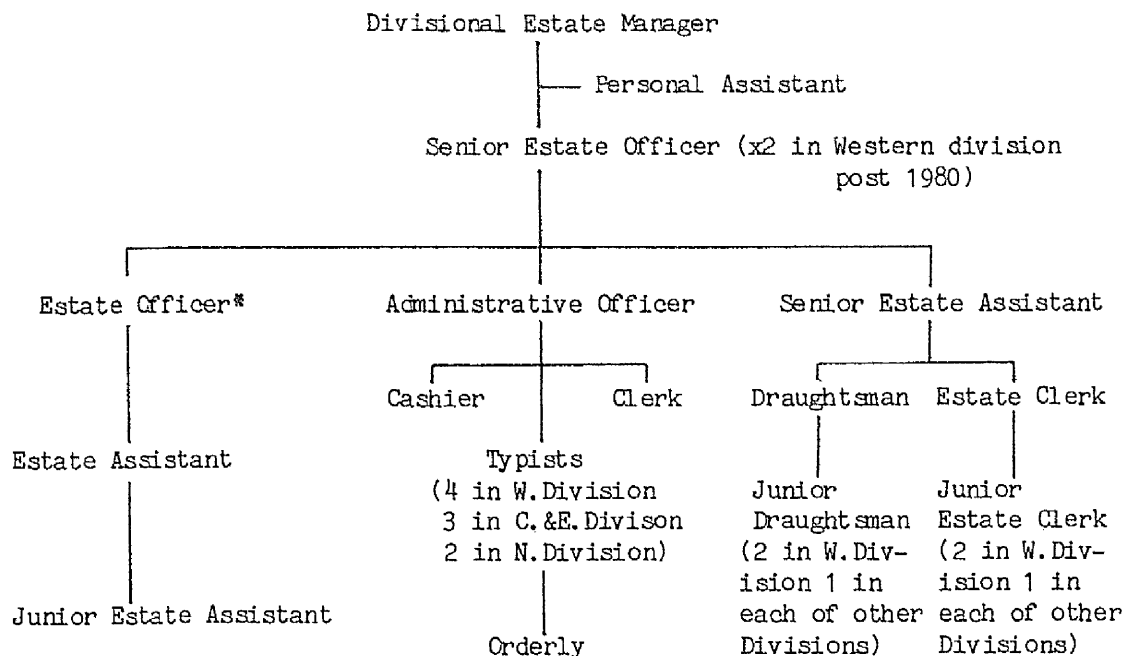 Divisional Estate Manager
Personal Assistant
Senior Estate Officer (x2 in Western division
post 1980)
Estate Officer*
Administrative Officer
Senior Estate Assistant
Cashier
Clerk
Draughtsman
Estate Clerk
Estate Assistant
Typists
(4 in W.Division
3 in C.&E.Divison
2 in N.Division)
Junior
Draughtsman
(2 in W.Div-
ision 1 in
each of other
Divisions)
Junior
Estate Clerk
(2 in W.Div-
ision 1 in
each of other
Divisions)
Junior Estate Assistant
Orderly